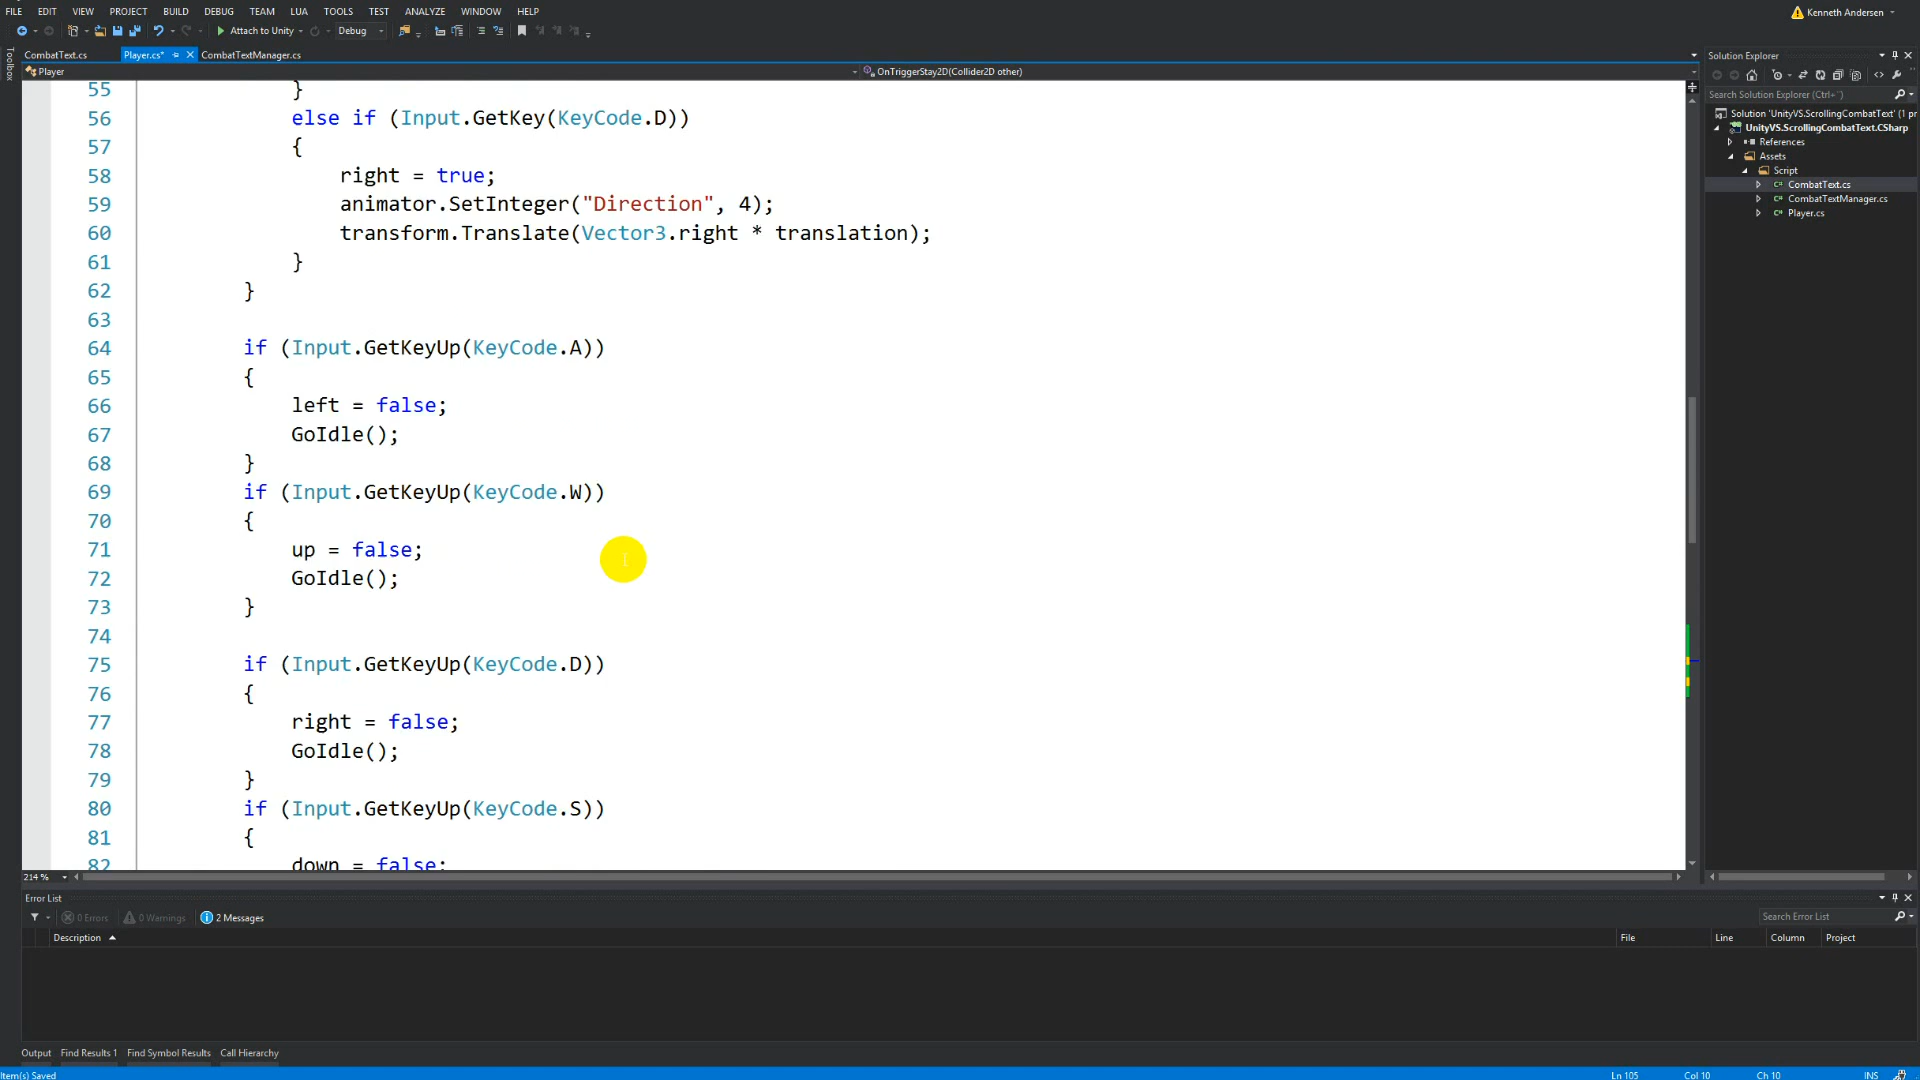 FILE EDIT VIEW PROJECT BUILD DEBUG TEAM LUA TOOLS TEST ANALYZE WINDOW HELP
Kenneth Andersen
Attach to Unity
Debug
CombatText.cs Player.cs* CombatTextManager.cs
Player
OnTriggerStay2D(Collider2D other)
55 }
56 else if (Input.GetKey(KeyCode.D))
57 {
58 right = true;
59 animator.SetInteger("Direction", 4);
60 transform.Translate(Vector3.right * translation);
61 }
62 }
63
64 if (Input.GetKeyUp(KeyCode.A))
65 {
66 left = false;
67 GoIdle();
68 }
69 if (Input.GetKeyUp(KeyCode.W))
70 {
71 up = false;
72 GoIdle();
73 }
74
75 if (Input.GetKeyUp(KeyCode.D))
76 {
77 right = false;
78 GoIdle();
79 }
80 if (Input.GetKeyUp(KeyCode.S))
81 {
82 down = false;
214 %
Toolbox
Solution Explorer
Search Solution Explorer (Ctrl+¨)
Solution 'UnityVS.ScrollingCombatText' (1 pr
UnityVS.ScrollingCombatText.CSharp
References
Assets
Script
CombatText.cs
CombatTextManager.cs
Player.cs
Error List
0 Errors 0 Warnings 2 Messages
Search Error List
Description File Line Column Project
Output Find Results 1 Find Symbol Results Call Hierarchy
Item(s) Saved Ln 105 Col 10 Ch 10 INS